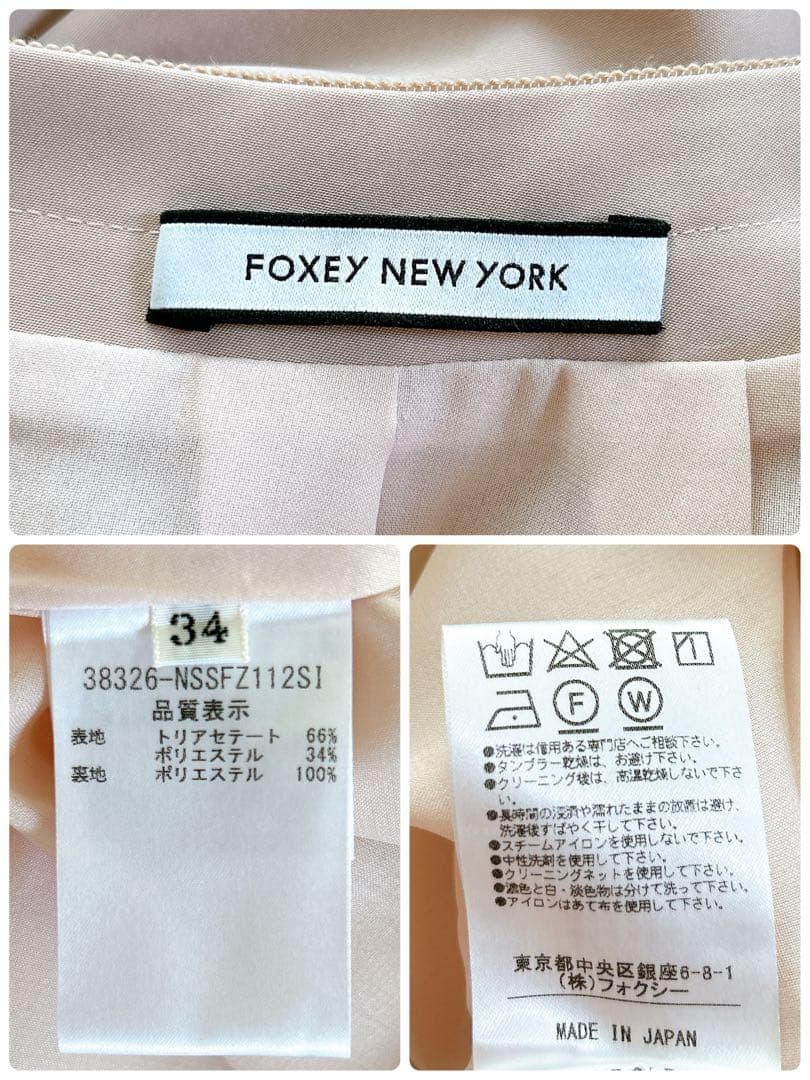 FOXEY NEW YORK
34
38326-NSSFZ112SI
品質表示
表地 トリアセテート 66%
ポリエステル 34%
裏地 ポリエステル 100%
F W
●洗濯は信用ある専門店へご相談下さい。
●タンブラー乾燥は、お避け下さい。
●クリーニング後は、高温乾燥しないで下さ
い。
●長時間の浸漬や濡れたままの放置は避け、
洗濯後すばやく干して下さい。
●スチームアイロンを使用しないで下さい。
●中性洗剤を使用して下さい。
●クリーニングネットを使用して下さい。
●濃色と白・淡色物は分けて洗って下さい。
●アイロンはあて布を使用して下さい。
東京都中央区銀座6-8-1
(株)フォクシー
MADE IN JAPAN